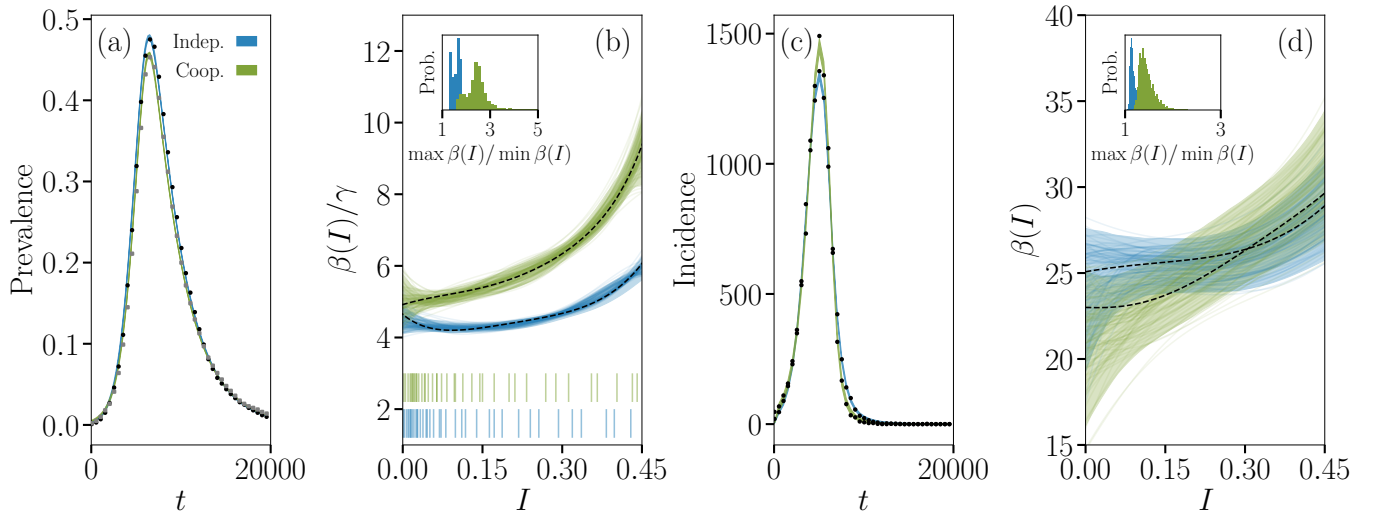 (a)
Indep.
Coop.
Prevalence
0.5
0.4
0.3
0.2
0.1
0.0
0
20000
t
(b)
β(I)/γ
12
10
8
6
4
2
0.00
0.15
0.30
0.45
I
Prob.
1
3
5
max β(I)/ min β(I)
(c)
Incidence
1500
1000
500
0
0
20000
t
(d)
β(I)
40
35
30
25
20
15
0.00
0.15
0.30
0.45
I
Prob.
1
3
max β(I)/ min β(I)